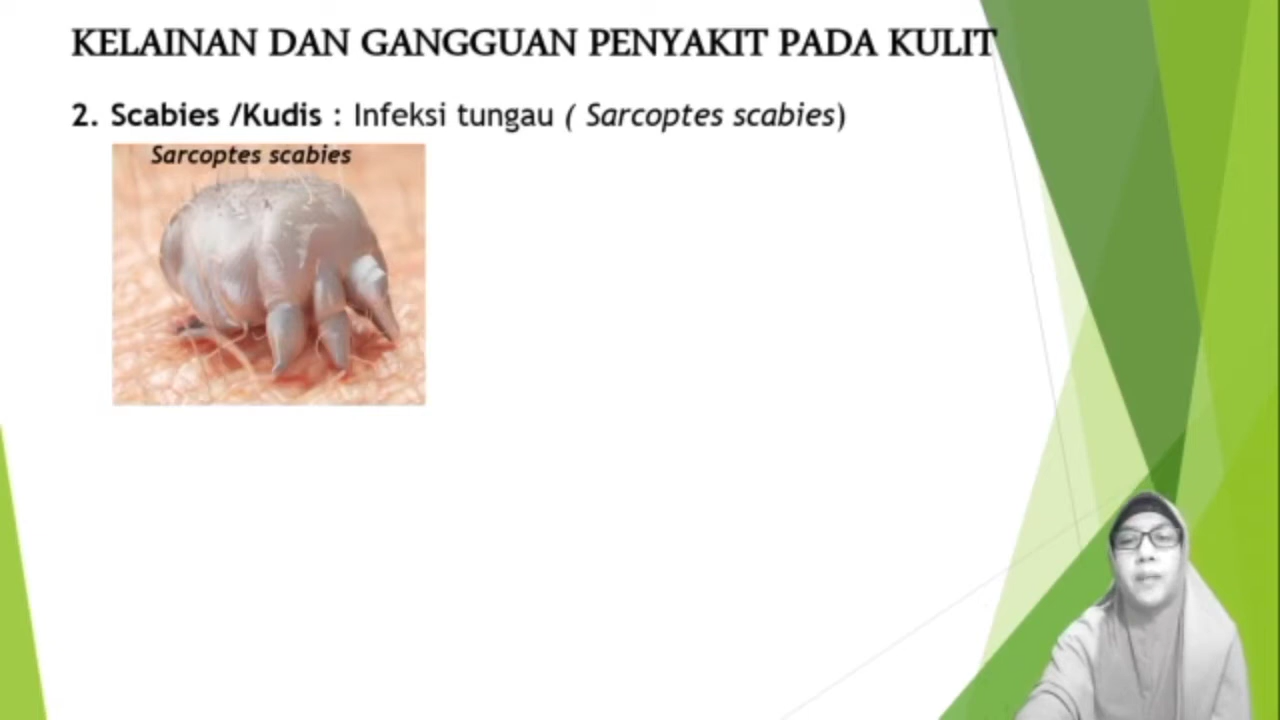 KELAINAN DAN GANGGUAN PENYAKIT PADA KULIT
2. Scabies /Kudis : Infeksi tungau ( Sarcoptes scabies)
Sarcoptes scabies